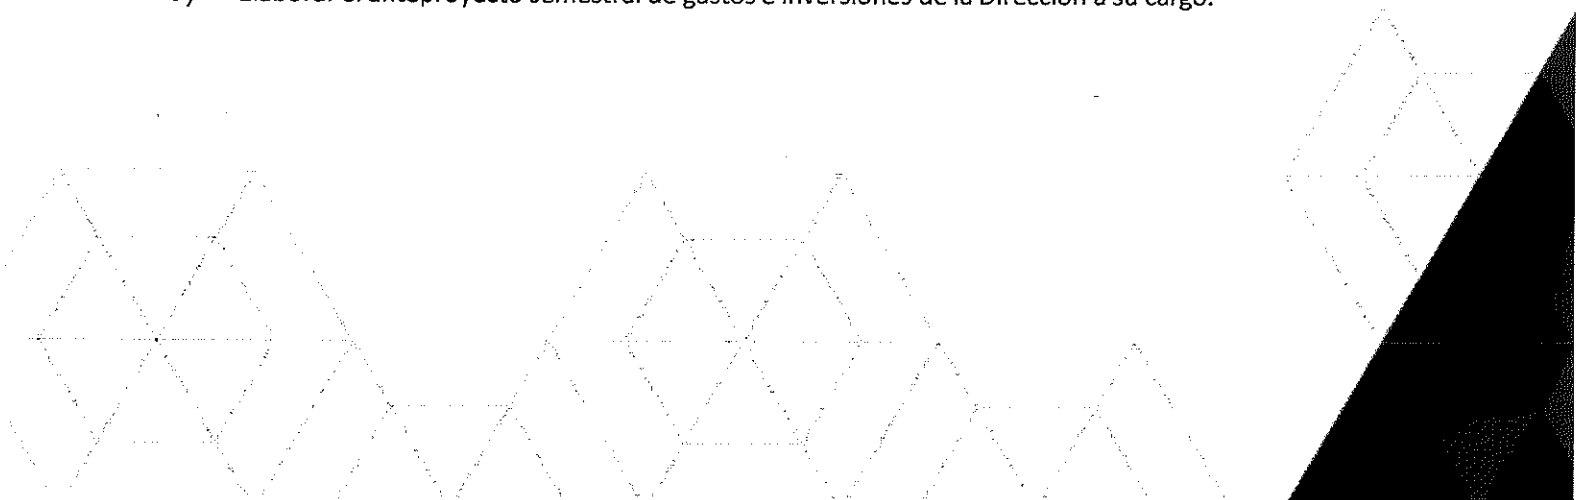 Elaborar el anteproyecto semestral de gastos e inversiones de la Dirección a su cargo.